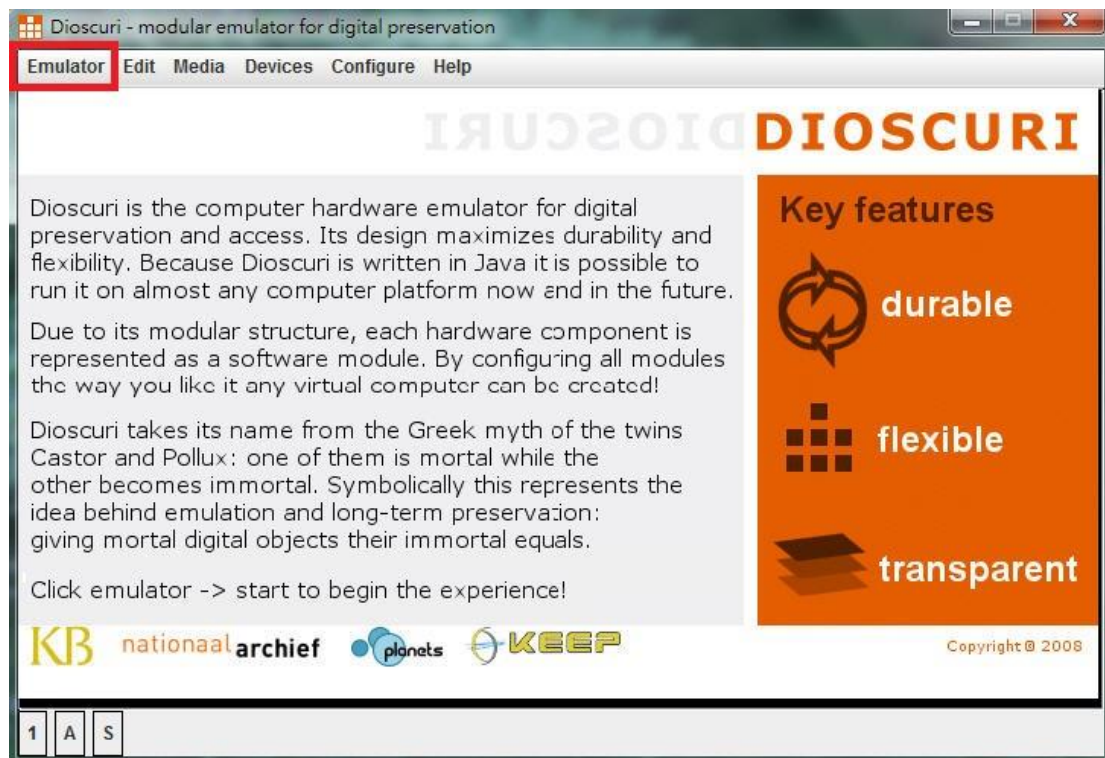 Dioscuri - modular emulator for digital preservation
Emulator Edit Media Devices Configure Help
DIOSCURI DIOSCURI
Dioscuri is the computer hardware emulator for digital
preservation and access. Its design maximizes durability and
flexibility. Because Dioscuri is written in Java it is possible to
run it on almost any computer platform now and in the future.
Due to its modular structure, each hardware component is
represented as a software module. By configuring all modules
the way you like it any virtual computer can be created!
Dioscuri takes its name from the Greek myth of the twins
Castor and Pollux: one of them is mortal while the
other becomes immortal. Symbolically this represents the
idea behind emulation and long-term preservation:
giving mortal digital objects their immortal equals.
Click emulator -> start to begin the experience!
Key features
durable
flexible
transparent
KB nationaal archief planets KEEP
Copyright © 2008
1 A S